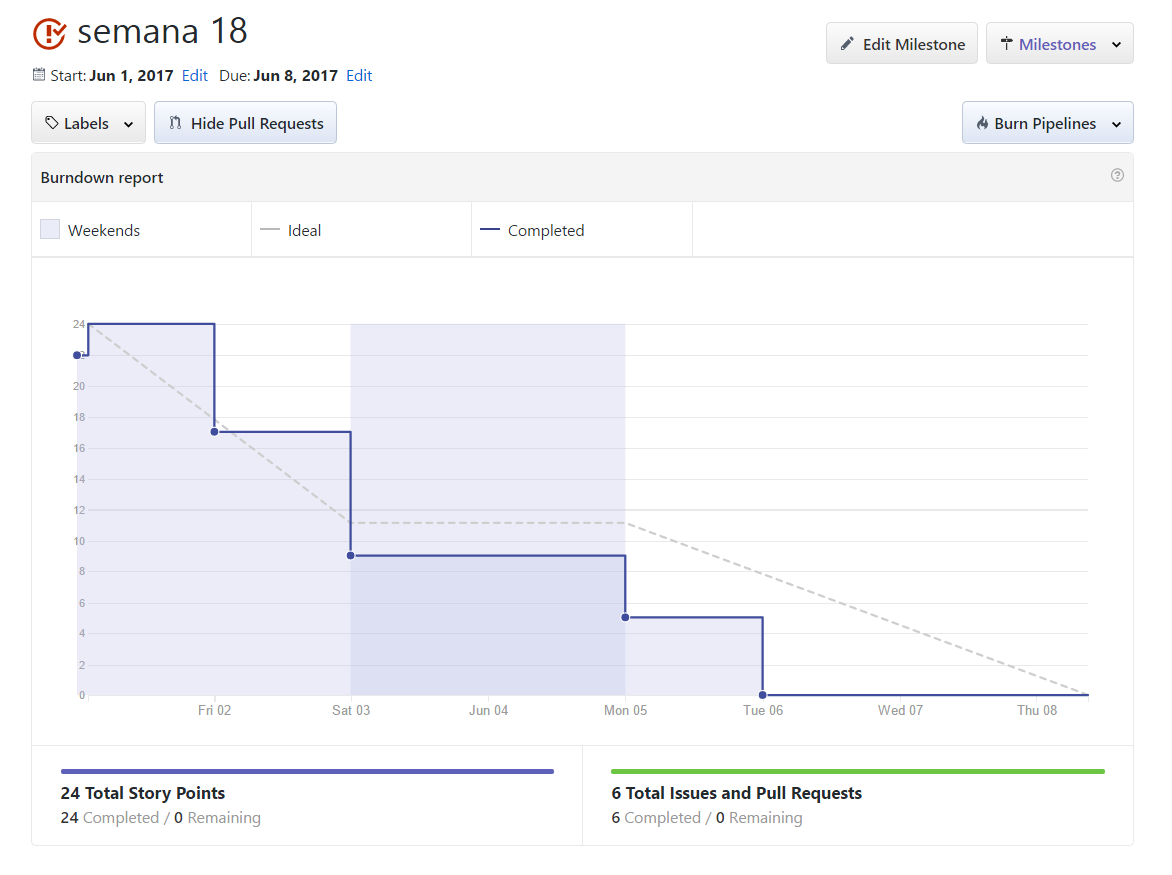 semana 18
Edit Milestone
Milestones
Start: Jun 1, 2017 Edit Due: Jun 8, 2017 Edit
Labels
Hide Pull Requests
Burn Pipelines
Burndown report
Weekends
Ideal
Completed
24
20
18
16
14
12
10
8
6
4
2
0
Fri 02
Sat 03
Jun 04
Mon 05
Tue 06
Wed 07
Thu 08
24 Total Story Points
24 Completed / 0 Remaining
6 Total Issues and Pull Requests
6 Completed / 0 Remaining